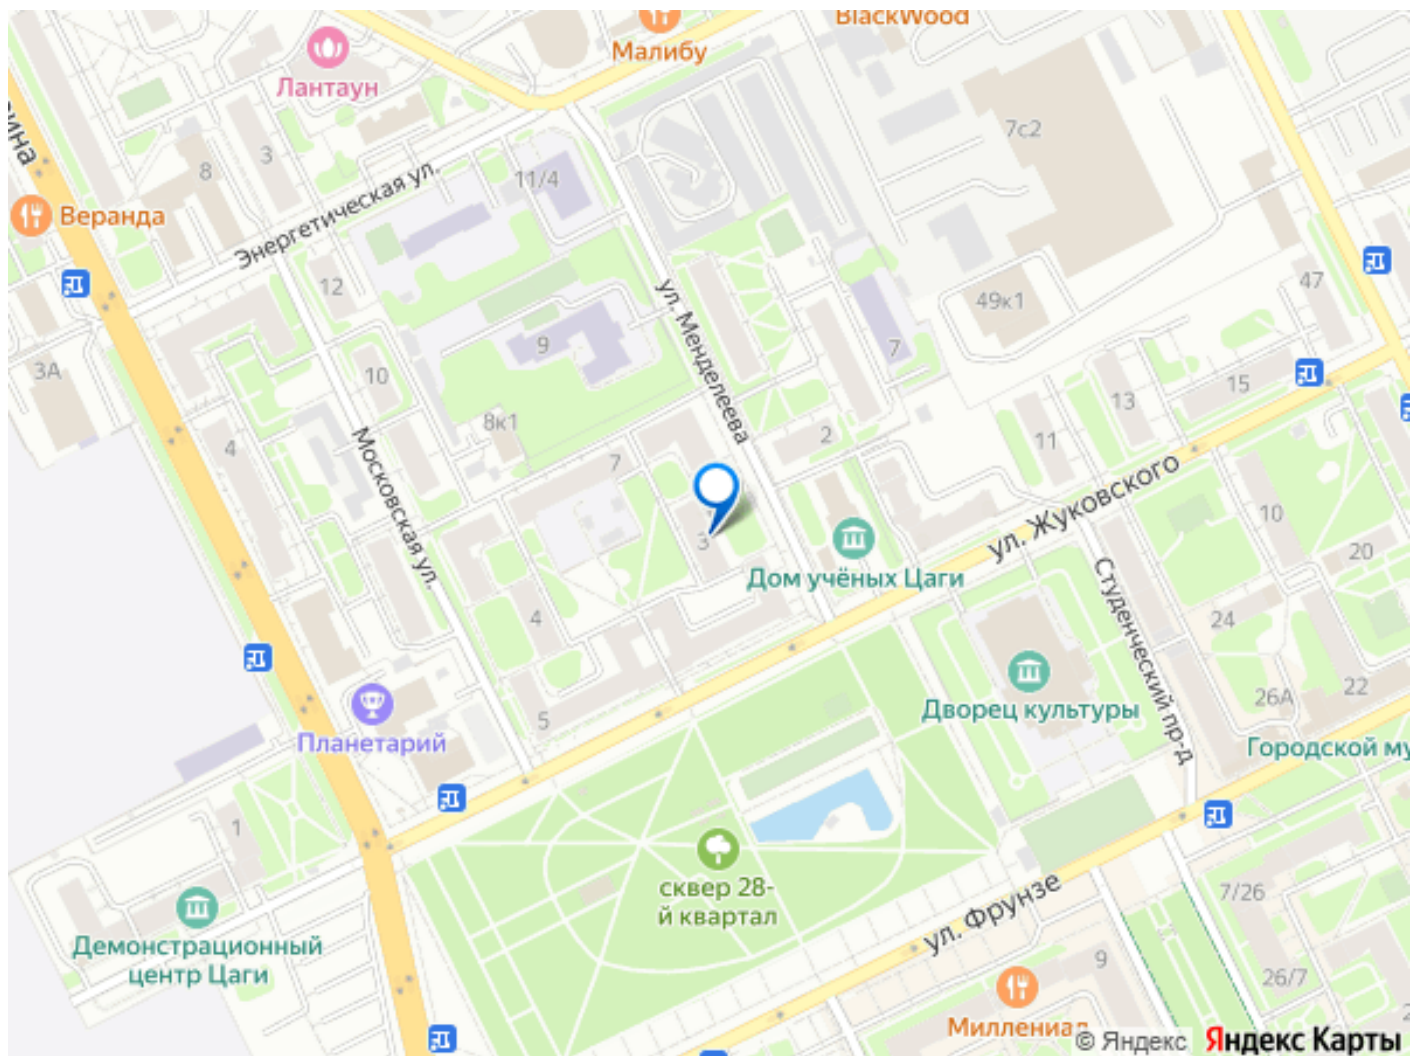 BlackWood
Малибу
Лантаун
7с2
3
8
11/4
Энергетическая ул.
Веранда
12
ул. Менделеева
49к1
47
9
7
3А
10
15
13
8к1
4
Московская ул.
2
11
7
ул. Жуковского
10
3
20
Дом учёных Цаги
Студенческий пр-д
4
24
22
26А
5
Дворец культуры
Планетарий
Городской му
1
сквер 28-
й квартал
7/26
ул. Фрунзе
Демонстрационный
центр Цаги
9
26/7
Миллениал
© Яндекс Яндекс Карты